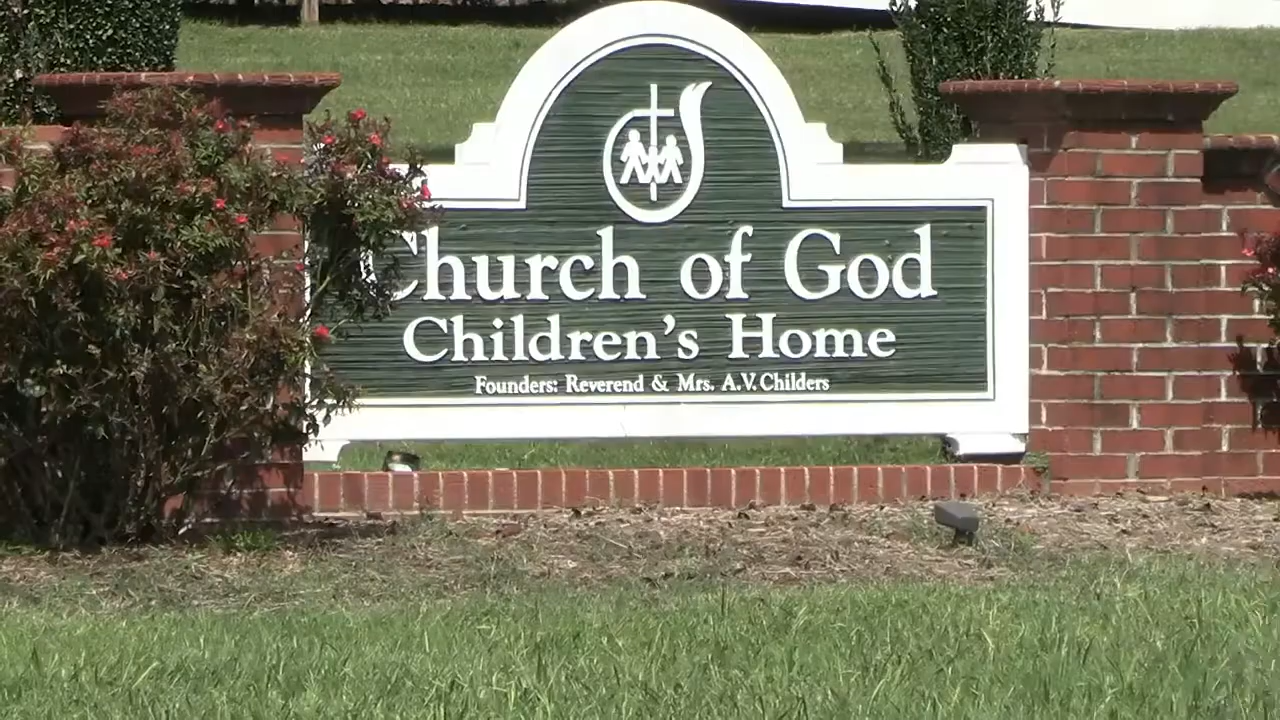 Church of God
Children's Home
Founders: Reverend & Mrs. A.V. Childers